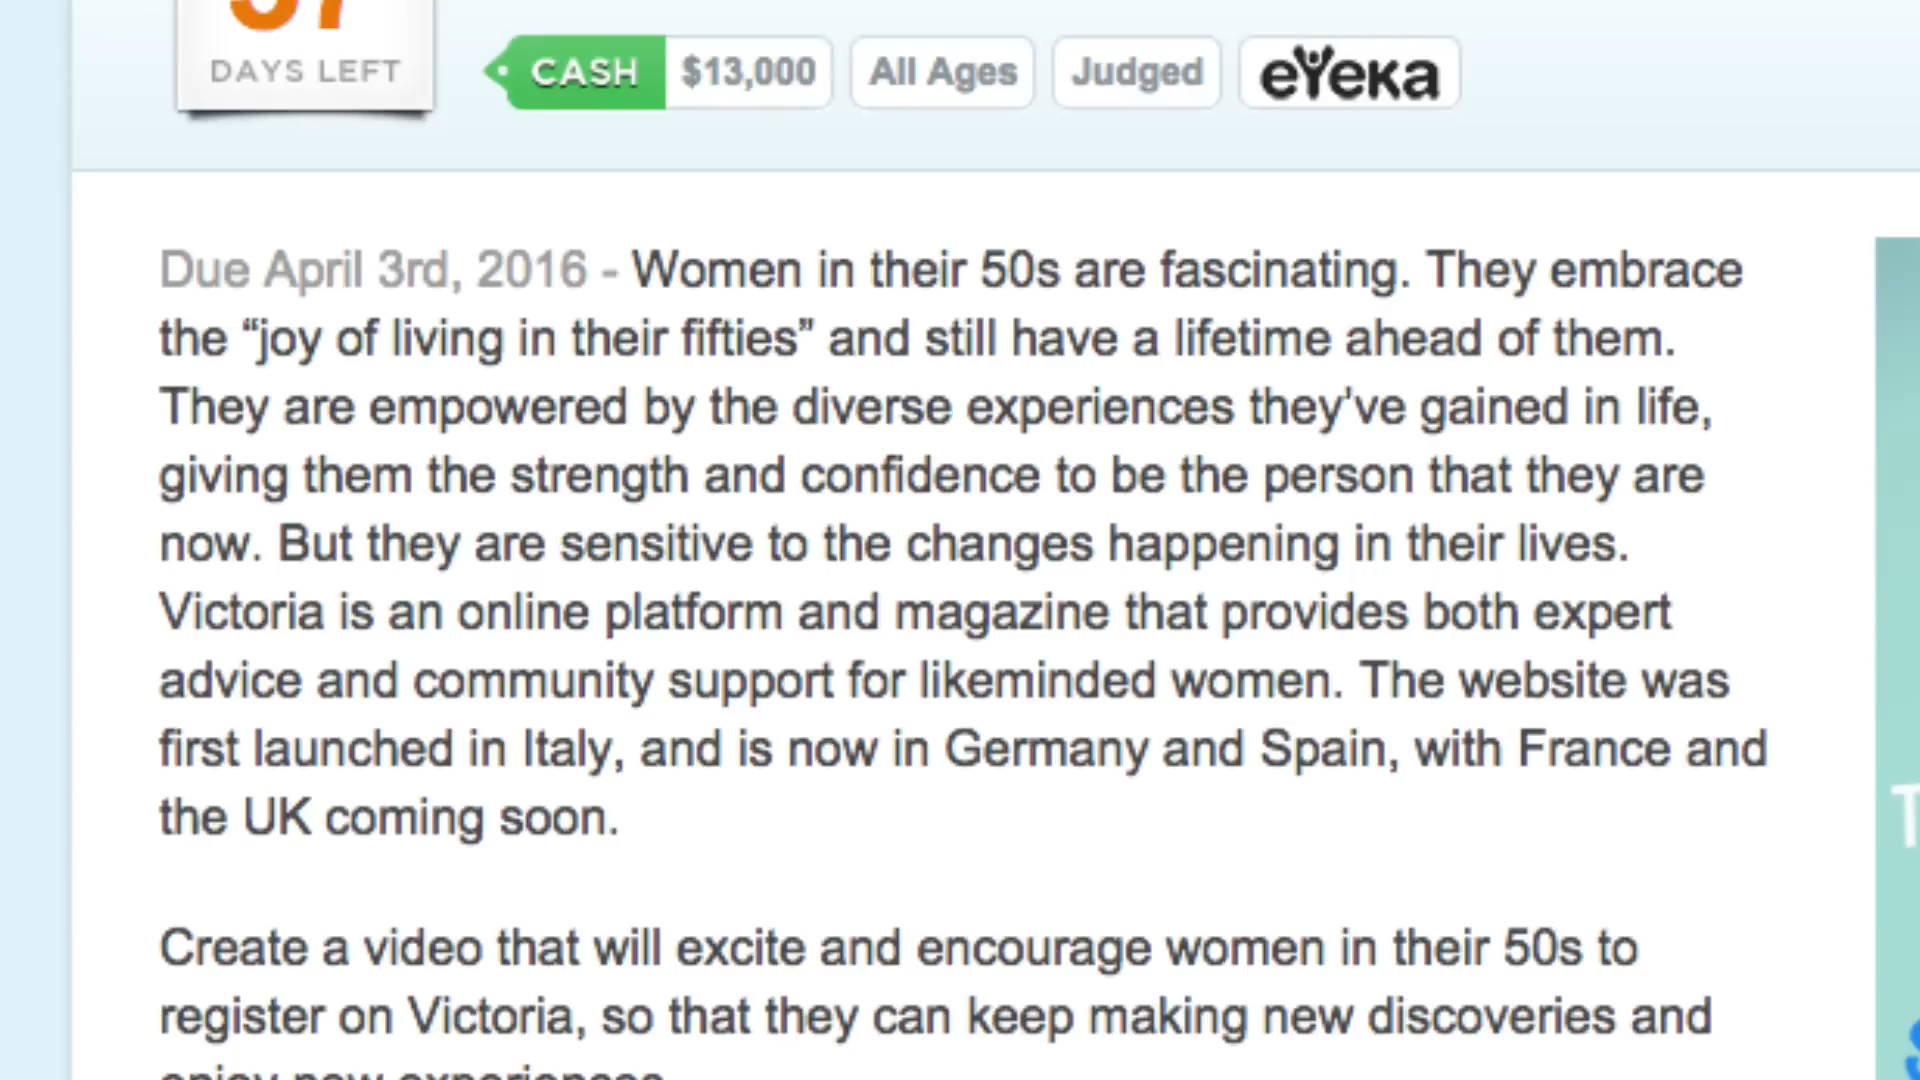 DAYS LEFT
CASH $13,000 All Ages Judged eYeka
Due April 3rd, 2016 - Women in their 50s are fascinating. They embrace
the “joy of living in their fifties” and still have a lifetime ahead of them.
They are empowered by the diverse experiences they’ve gained in life,
giving them the strength and confidence to be the person that they are
now. But they are sensitive to the changes happening in their lives.
Victoria is an online platform and magazine that provides both expert
advice and community support for likeminded women. The website was
first launched in Italy, and is now in Germany and Spain, with France and
the UK coming soon.
Create a video that will excite and encourage women in their 50s to
register on Victoria, so that they can keep making new discoveries and
enjoy new experiences.